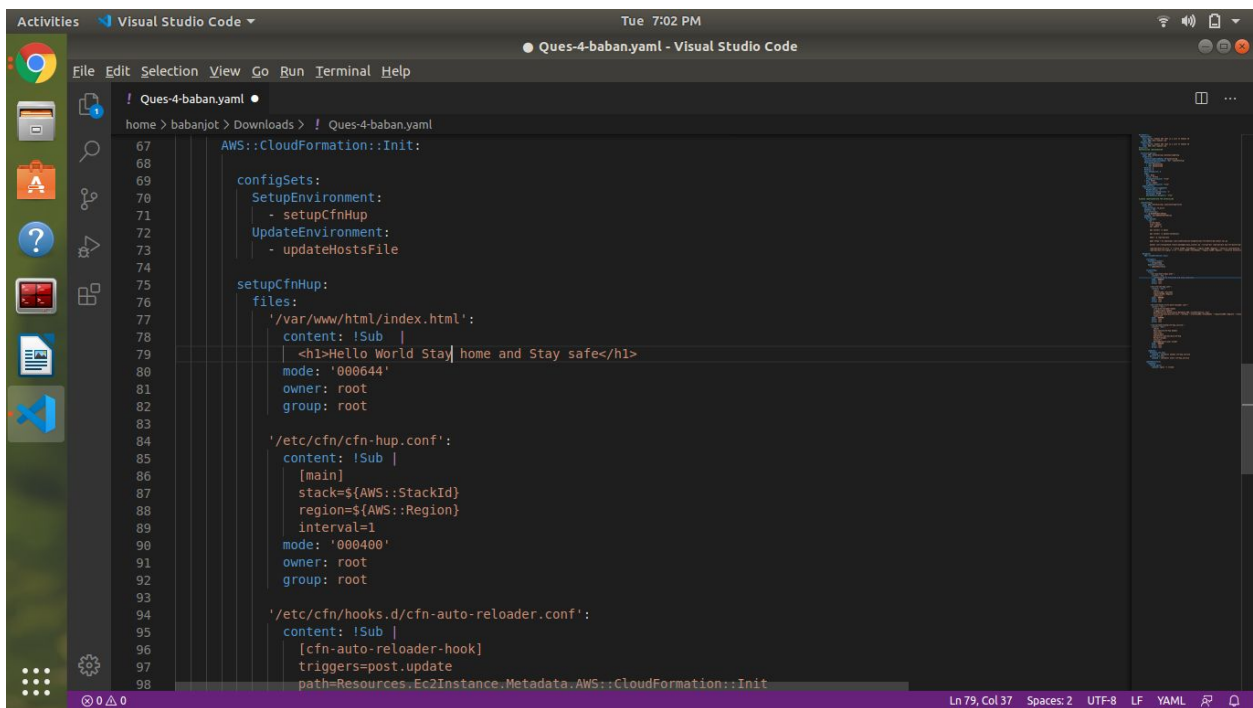 Activities Visual Studio Code Tue 7:02 PM
● Ques-4-baban.yaml - Visual Studio Code
File Edit Selection View Go Run Terminal Help
! Ques-4-baban.yaml ●
home > babanjot > Downloads > ! Ques-4-baban.yaml
67 AWS::CloudFormation::Init:
68
69 configSets:
70 SetupEnvironment:
71 - setupCfnHup
72 UpdateEnvironment:
73 - updateHostsFile
74
75 setupCfnHup:
76 files:
77 '/var/www/html/index.html':
78 content: !Sub |
79 <h1>Hello World Stay home and Stay safe</h1>
80 mode: '000644'
81 owner: root
82 group: root
83
84 '/etc/cfn/cfn-hup.conf':
85 content: !Sub |
86 [main]
87 stack=${AWS::StackId}
88 region=${AWS::Region}
89 interval=1
90 mode: '000400'
91 owner: root
92 group: root
93
94 '/etc/cfn/hooks.d/cfn-auto-reloader.conf':
95 content: !Sub |
96 [cfn-auto-reloader-hook]
97 triggers=post.update
98 path=Resources.Ec2Instance.Metadata.AWS::CloudFormation::Init
0 0 Ln 79, Col 37 Spaces: 2 UTF-8 LF YAML